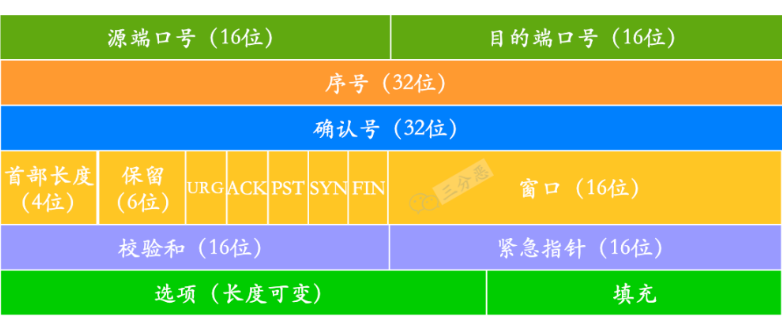 源端口号（16位） 目的端口号（16位）
序号（32位）
确认号（32位）
首部长度 保留 URG ACK PST SYN FIN 窗口（16位）
（4位） （6位）
三分恶
校验和（16位） 紧急指针（16位）
选项（长度可变） 填充